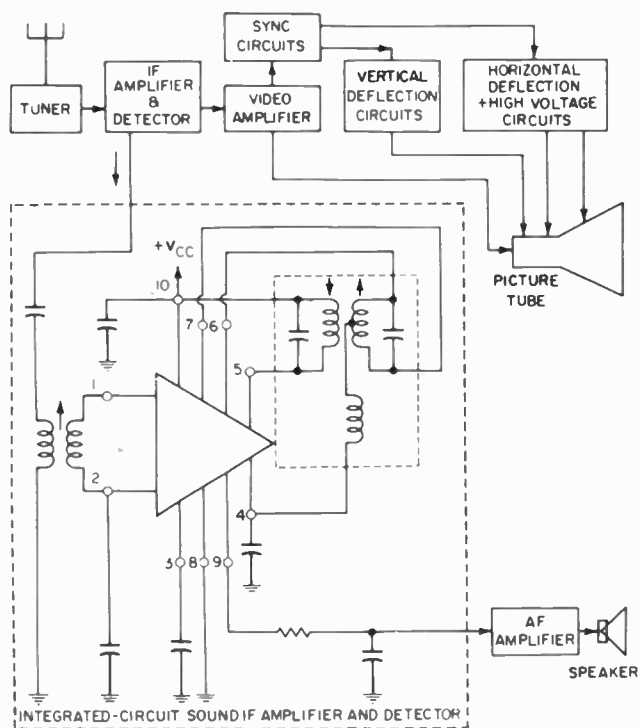 SYNC
CIRCUITS
IF
AMPLIFIER
&
DETECTOR
TUNER
VIDEO
AMPLIFIER
VERTICAL
DEFLECTION
CIRCUITS
HORIZONTAL
DEFLECTION
+HIGH VOLTAGE
CIRCUITS
PICTURE
TUBE
+VCC
10
7
6
5
1
2
4
3
8
9
AF
AMPLIFIER
SPEAKER
INTEGRATED-CIRCUIT SOUND IF AMPLIFIER AND DETECTOR